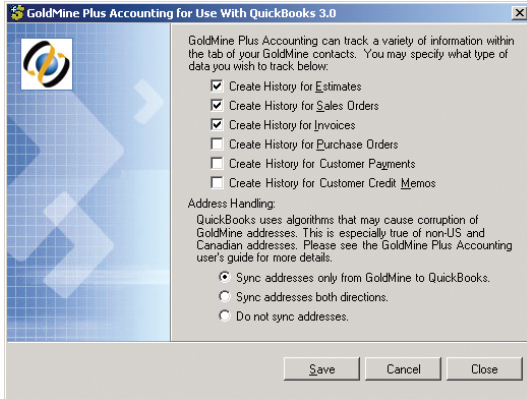 GoldMine Plus Accounting for Use With QuickBooks 3.0
GoldMine Plus Accounting can track a variety of information within
the tab of your GoldMine contacts. You may specify what type of
data you wish to track below:
Create History for Estimates
Create History for Sales Orders
Create History for Invoices
Create History for Purchase Orders
Create History for Customer Payments
Create History for Customer Credit Memos
Address Handling:
QuickBooks uses algorithms that may cause corruption of
GoldMine addresses. This is especially true of non-US and
Canadian addresses. Please see the GoldMine Plus Accounting
user's guide for more details.
Sync addresses only from GoldMine to QuickBooks.
Sync addresses both directions.
Do not sync addresses.
Save Cancel Close